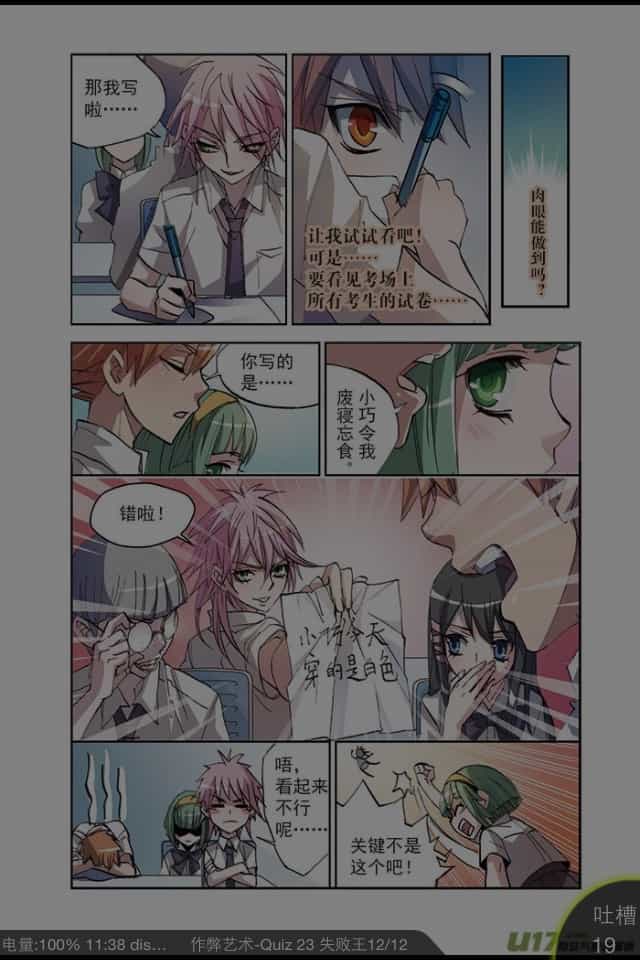 那我写
啦……
让我试试看吧！
可是……
要看见考场上
所有考生的试卷……
肉眼能做到吗？
你写的
是……
小巧令我
废寝忘食。
错啦！
小巧今天
穿的是白色
唔，
看起来
不行
呢……
关键不是
这个吧！
吐槽
19
电量:100% 11:38 dis...
作弊艺术-Quiz 23 失败王12/12
U17